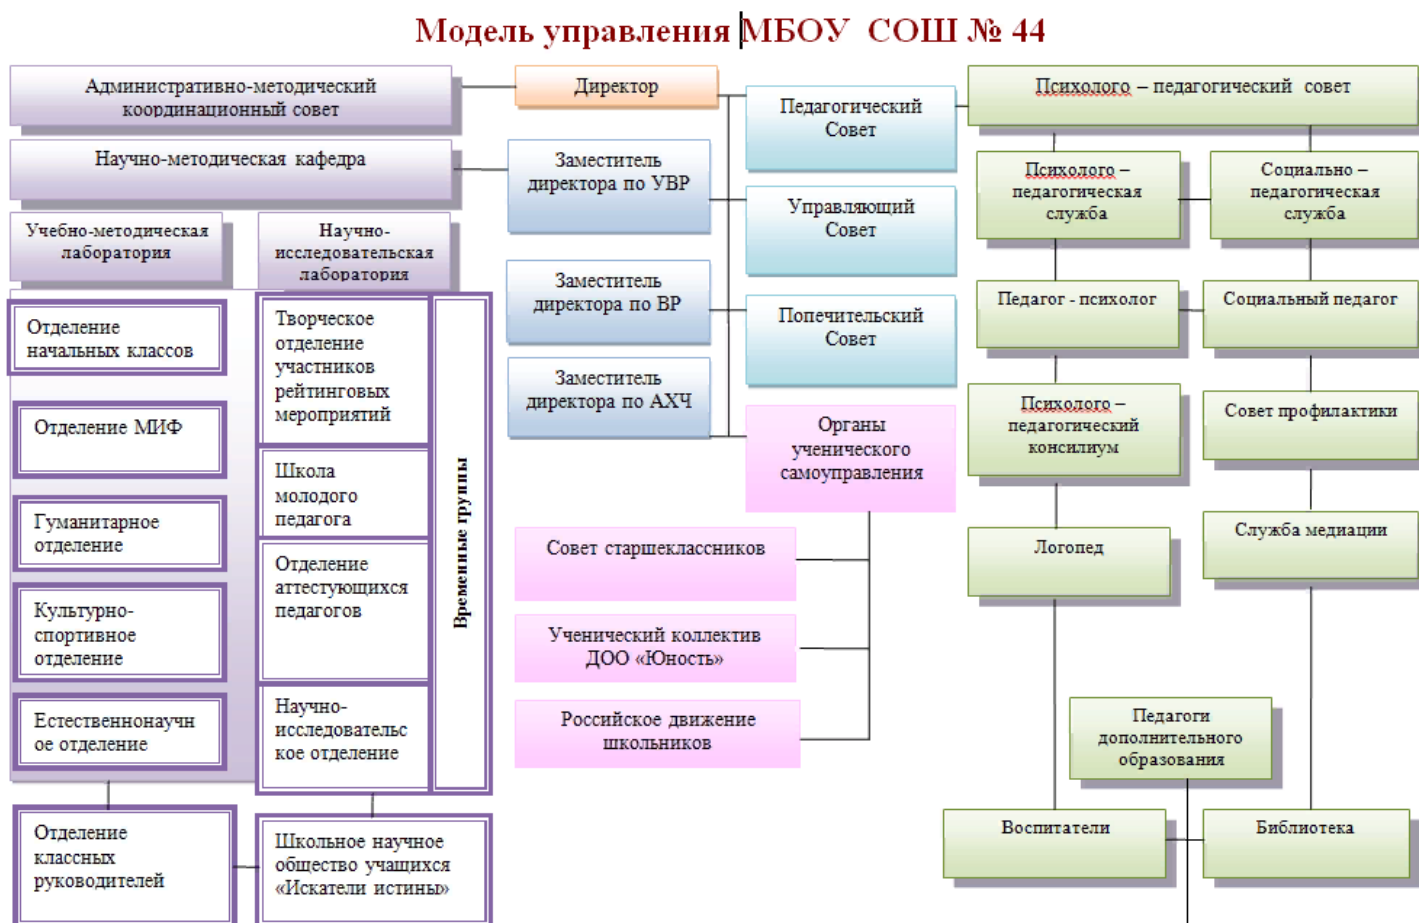 Модель управления МБОУ СОШ № 44
Административно-методический
координационный совет
Научно-методическая кафедра
Учебно-методическая
лаборатория
Научно-
исследовательская
лаборатория
Отделение
начальных классов
Отделение МИФ
Гуманитарное
отделение
Культурно-
спортивное
отделение
Естественнонаучн
ое отделение
Отделение
классных
руководителей
Творческое
отделение
участников
рейтинговых
мероприятий
Школа
молодого
педагога
Отделение
аттестующихся
педагогов
Научно-
исследовательс
кое отделение
Временные группы
Школьное научное
общество учащихся
«Искатели истины»
Директор
Заместитель
директора по УВР
Заместитель
директора по ВР
Заместитель
директора по АХЧ
Педагогический
Совет
Управляющий
Совет
Попечительский
Совет
Органы
ученического
самоуправления
Совет старшеклассников
Ученический коллектив
ДОО «Юность»
Российское движение
школьников
Психолого – педагогический совет
Психолого –
педагогическая
служба
Социально –
педагогическая
служба
Педагог - психолог
Социальный педагог
Психолого –
педагогический
консилиум
Совет профилактики
Логопед
Служба медиации
Педагоги
дополнительного
образования
Воспитатели
Библиотека